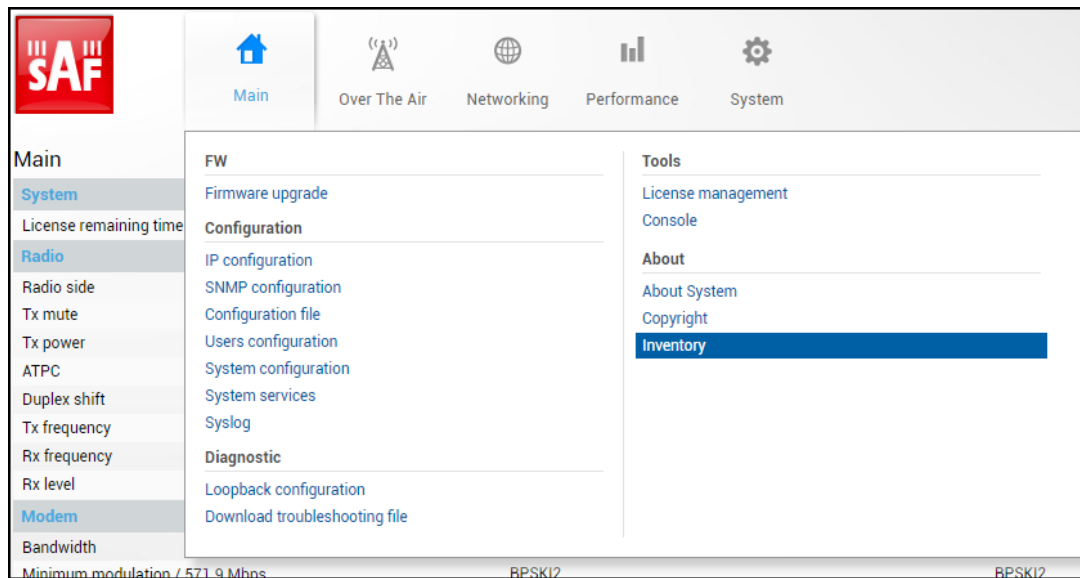 SAF
Main
Over The Air
Networking
Performance
System
Main
System
License remaining time
Radio
Radio side
Tx mute
Tx power
ATPC
Duplex shift
Tx frequency
Rx frequency
Rx level
Modem
Bandwidth
Minimum modulation / 571.9 Mbps BPSKI2 BPSKI2
FW
Firmware upgrade
Configuration
IP configuration
SNMP configuration
Configuration file
Users configuration
System configuration
System services
Syslog
Diagnostic
Loopback configuration
Download troubleshooting file
Tools
License management
Console
About
About System
Copyright
Inventory